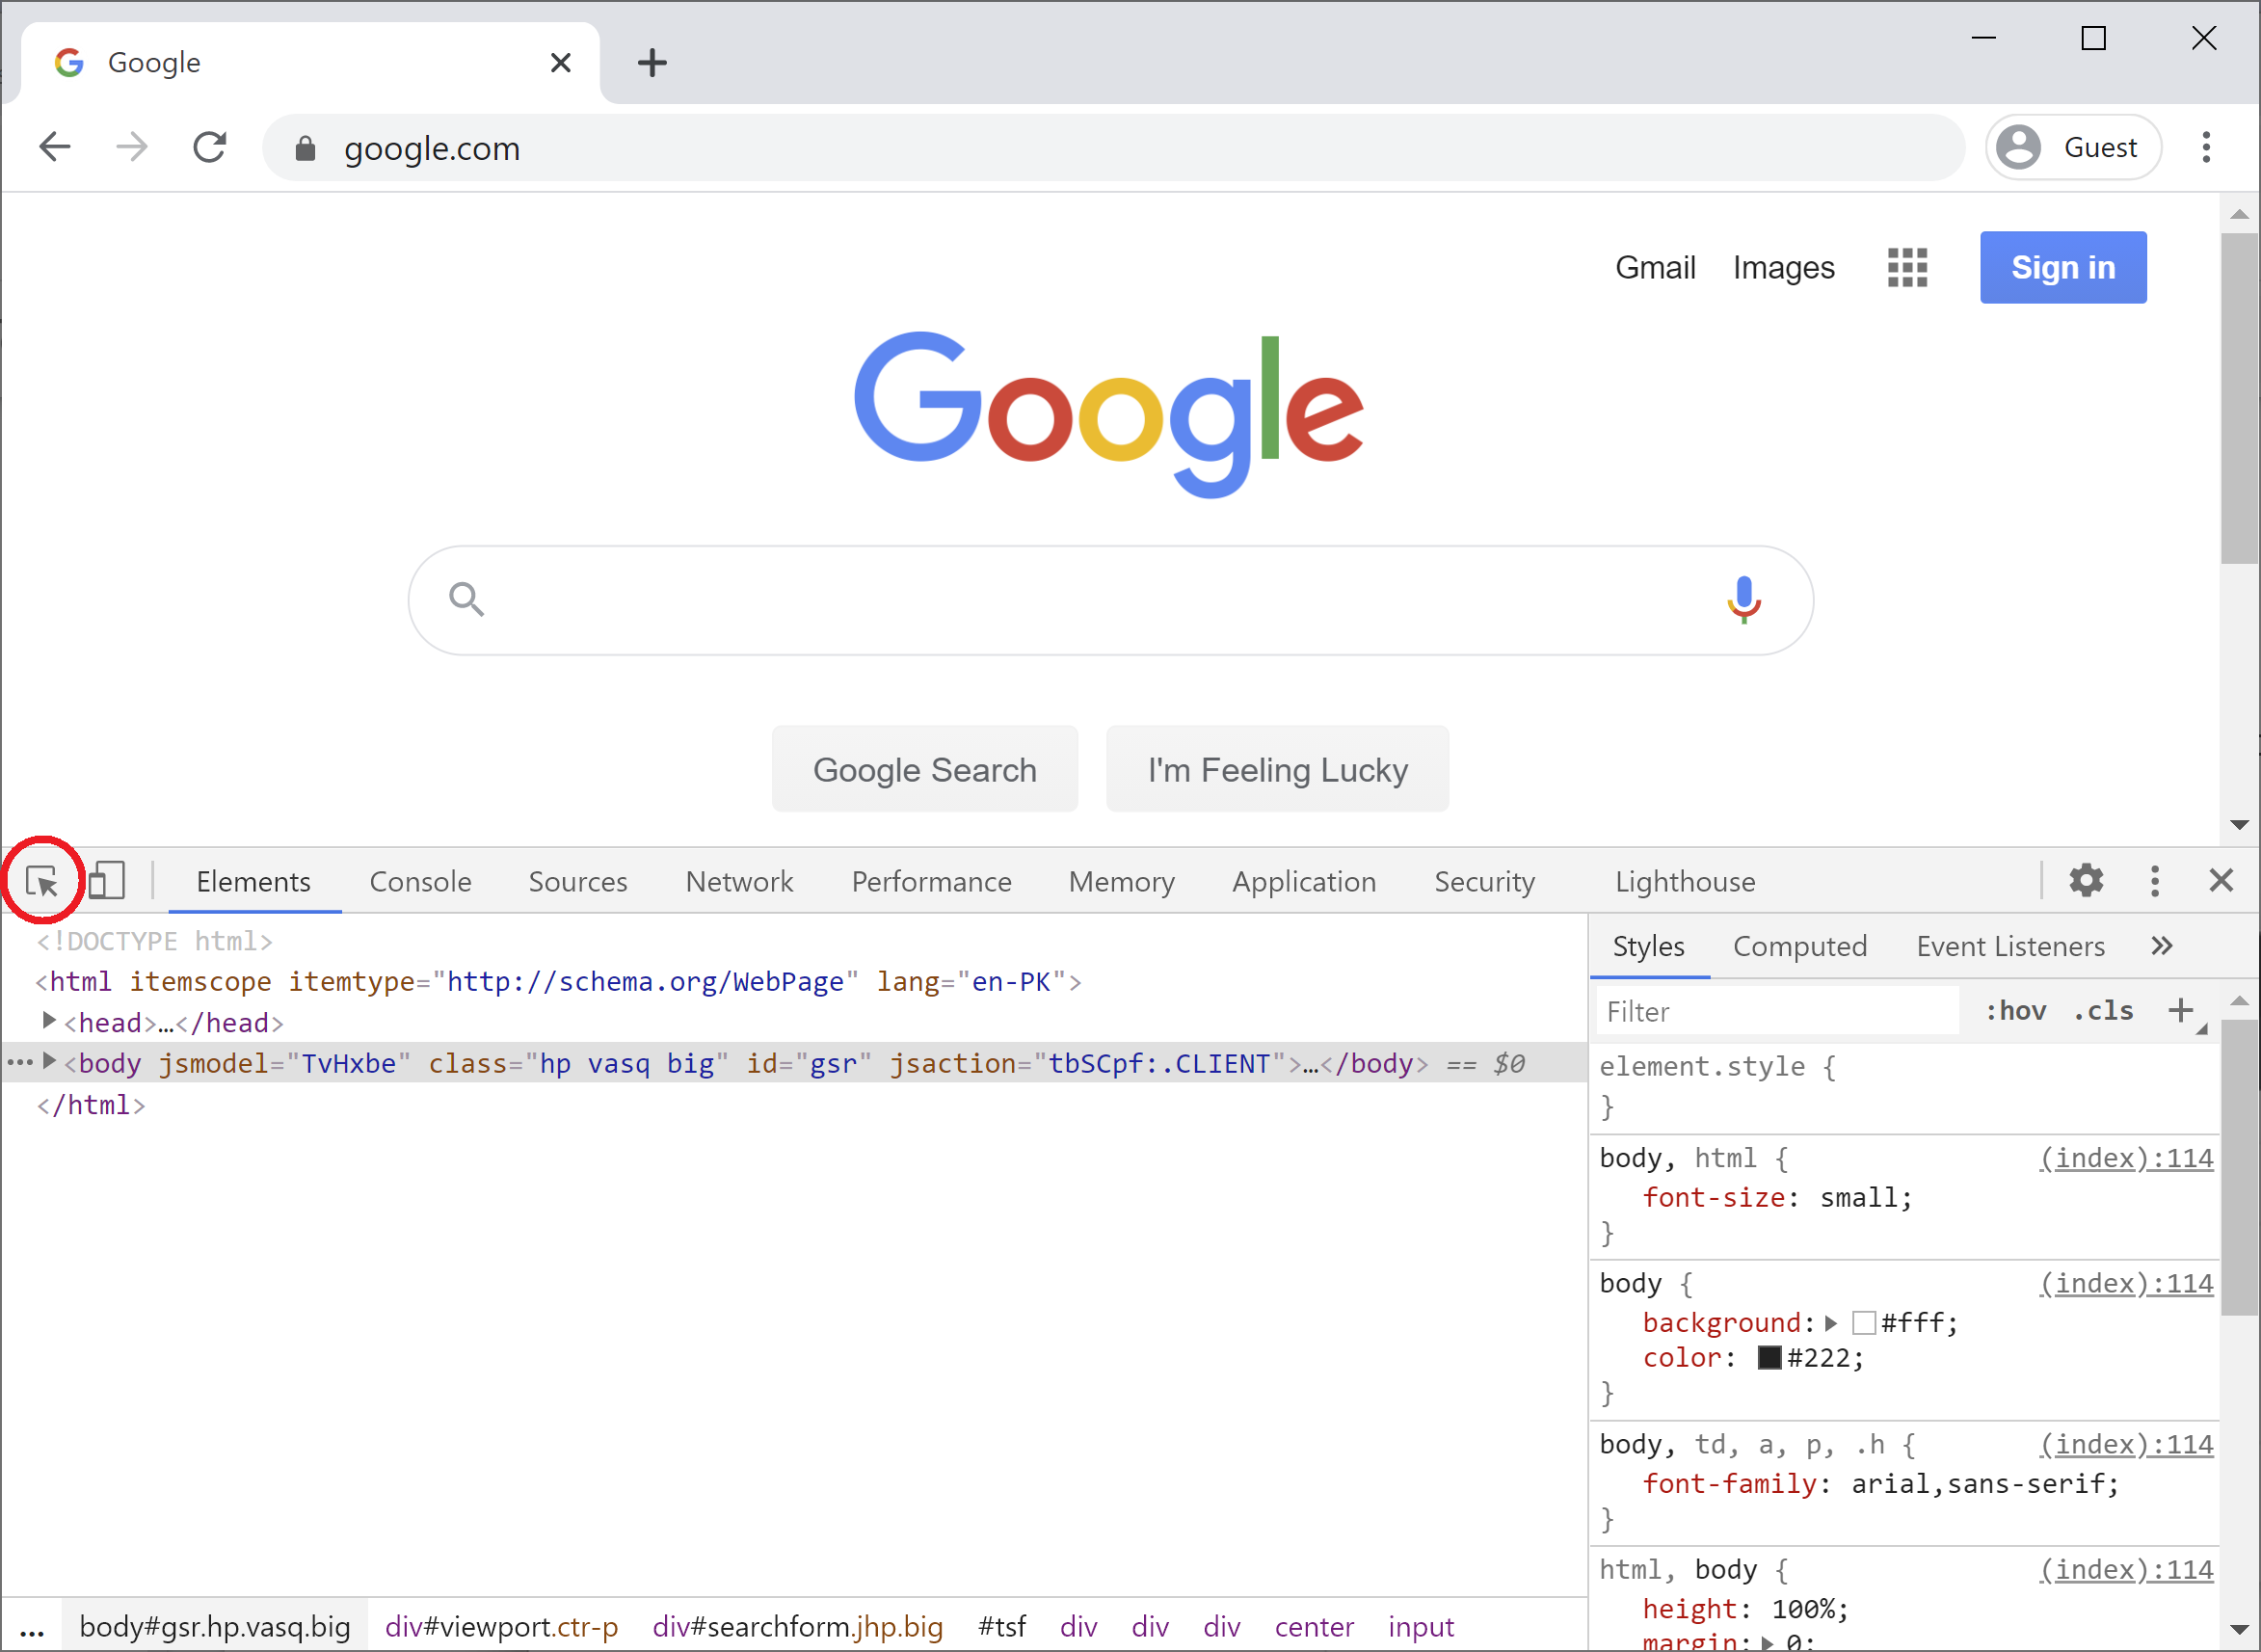 Google
google.com
Guest
Gmail Images Sign in
Google
Google Search I'm Feeling Lucky
Elements Console Sources Network Performance Memory Application Security Lighthouse
<!DOCTYPE html>
<html itemscope itemtype="http://schema.org/WebPage" lang="en-PK">
<head>…</head>
<body jsmodel="TvHxbe" class="hp vasq big" id="gsr" jsaction="tbSCpf:.CLIENT">…</body> == $0
</html>
... body#gsr.hp.vasq.big div#viewport.ctr-p div#searchform.jhp.big #tsf div div div center input
Styles Computed Event Listeners »
Filter :hov .cls +
element.style {
}
body, html { (index):114
font-size: small;
}
body { (index):114
background: #fff;
color: #222;
}
body, td, a, p, .h { (index):114
font-family: arial,sans-serif;
}
html, body { (index):114
height: 100%;
margin: 0;